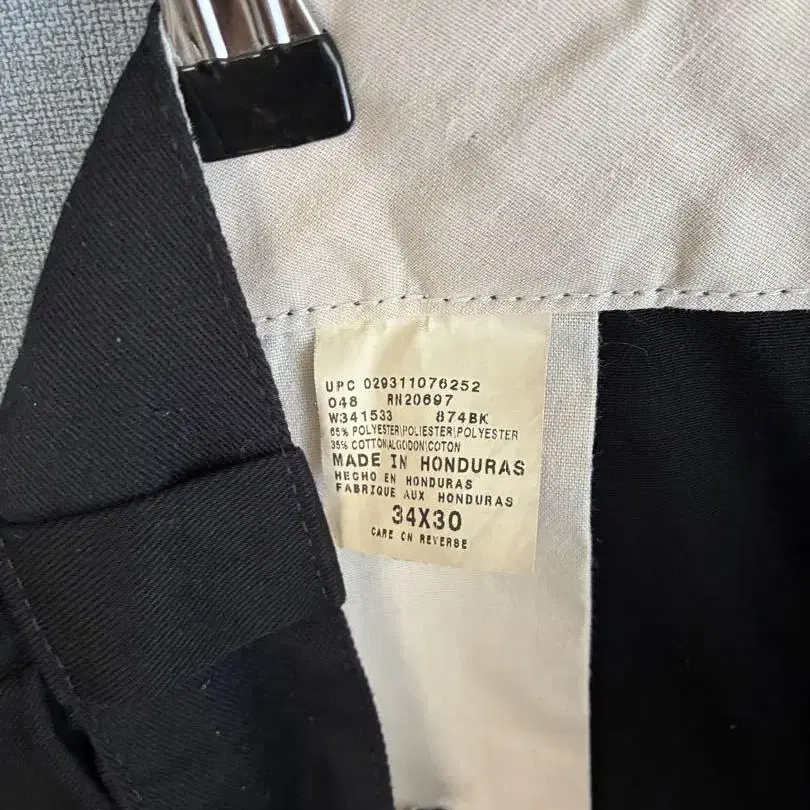 UPC 029311076252
048 RN20697
W341533 874BK
65% POLYESTER|POLIESTER|POLYESTER
35% COTTON|ALGODON|COTON
MADE IN HONDURAS
HECHO EN HONDURAS
FABRIQUE AUX HONDURAS
34X30
CARE ON REVERSE